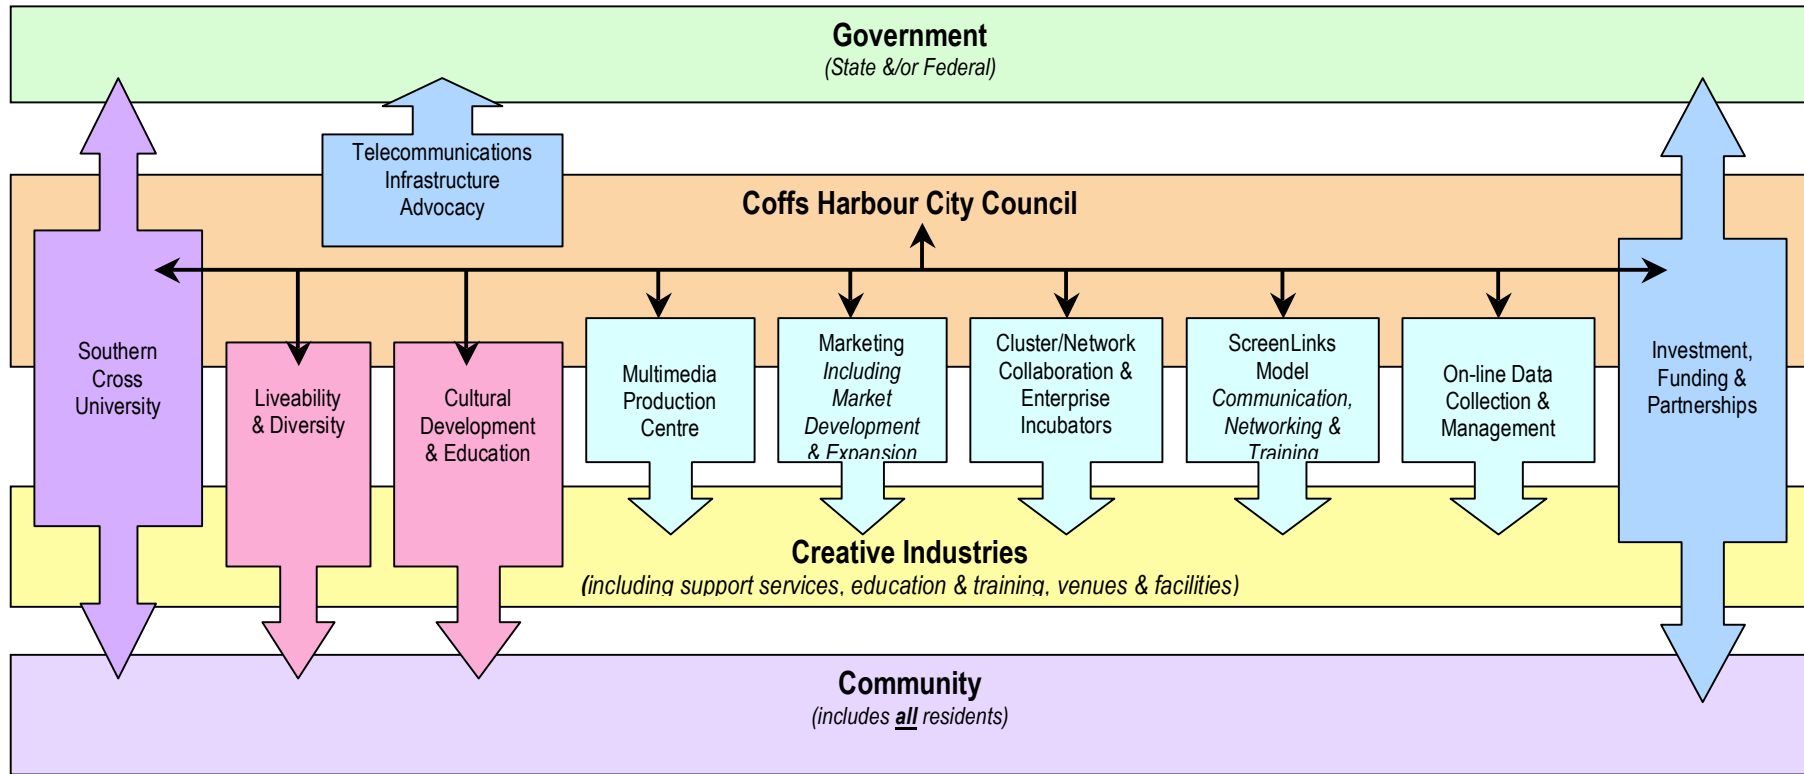 Government
(State &/or Federal)
Telecommunications
Infrastructure
Advocacy
Coffs Harbour City Council
Southern
Cross
University
Liveability
& Diversity
Cultural
Development
& Education
Multimedia
Production
Centre
Marketing
Including
Market
Development
& Expansion
Cluster/Network
Collaboration &
Enterprise
Incubators
ScreenLinks
Model
Communication,
Networking &
Training
On-line Data
Collection &
Management
Investment,
Funding &
Partnerships
Creative Industries
(including support services, education & training, venues & facilities)
Community
(includes all residents)